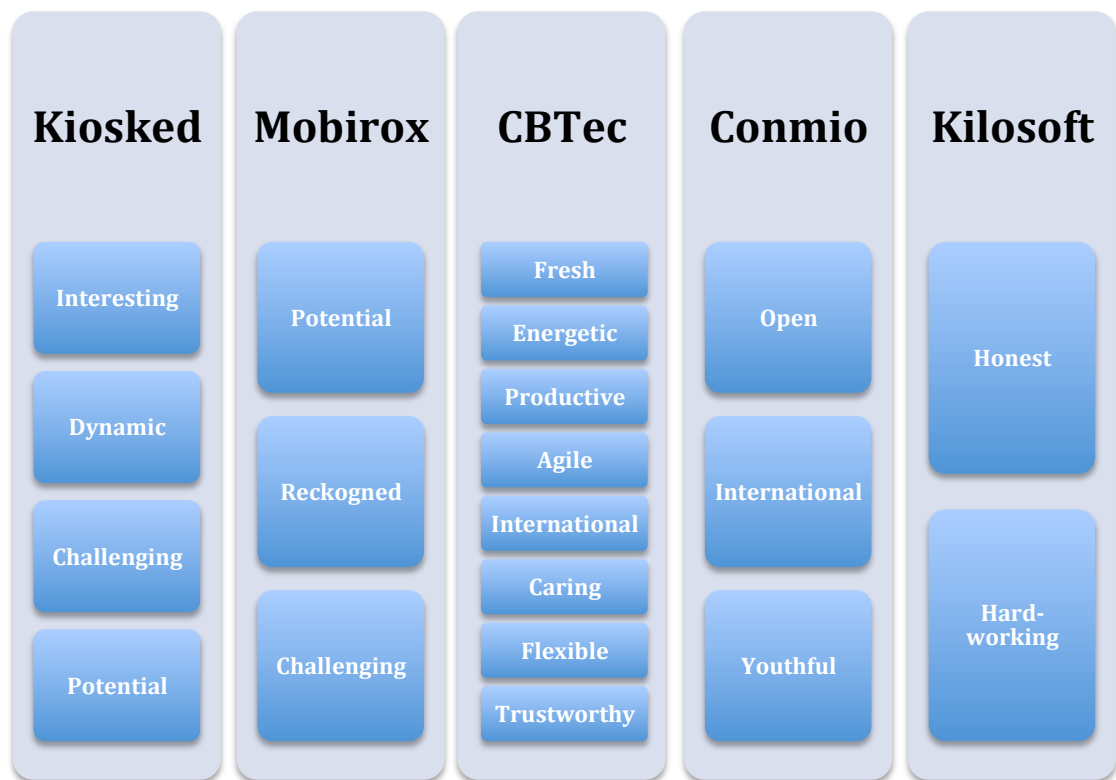 Kiosked
Interesting
Dynamic
Challenging
Potential
Mobirox
Potential
Reckogned
Challenging
CBTec
Fresh
Energetic
Productive
Agile
International
Caring
Flexible
Trustworthy
Conmio
Open
International
Youthful
Kilosoft
Honest
Hard-
working